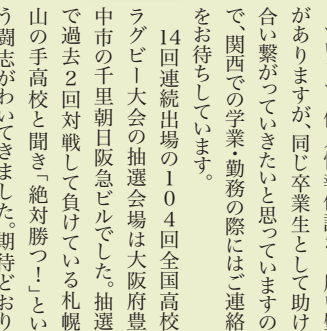 がありますが、同じ卒業生として助け
合い繋がっていきたいと思っていますの
で、関西での学業・勤務の際にはご連絡
をお待ちしています。
14回連続出場の104回全国高校
ラグビー大会の抽選会場は大阪府豊
中市の千里朝日阪急ビルでした。抽選
で過去2回対戦して負けている札幌
山の手高校と聞き「絶対勝つ！」とい
う闘志がわいてきました。期待どおり